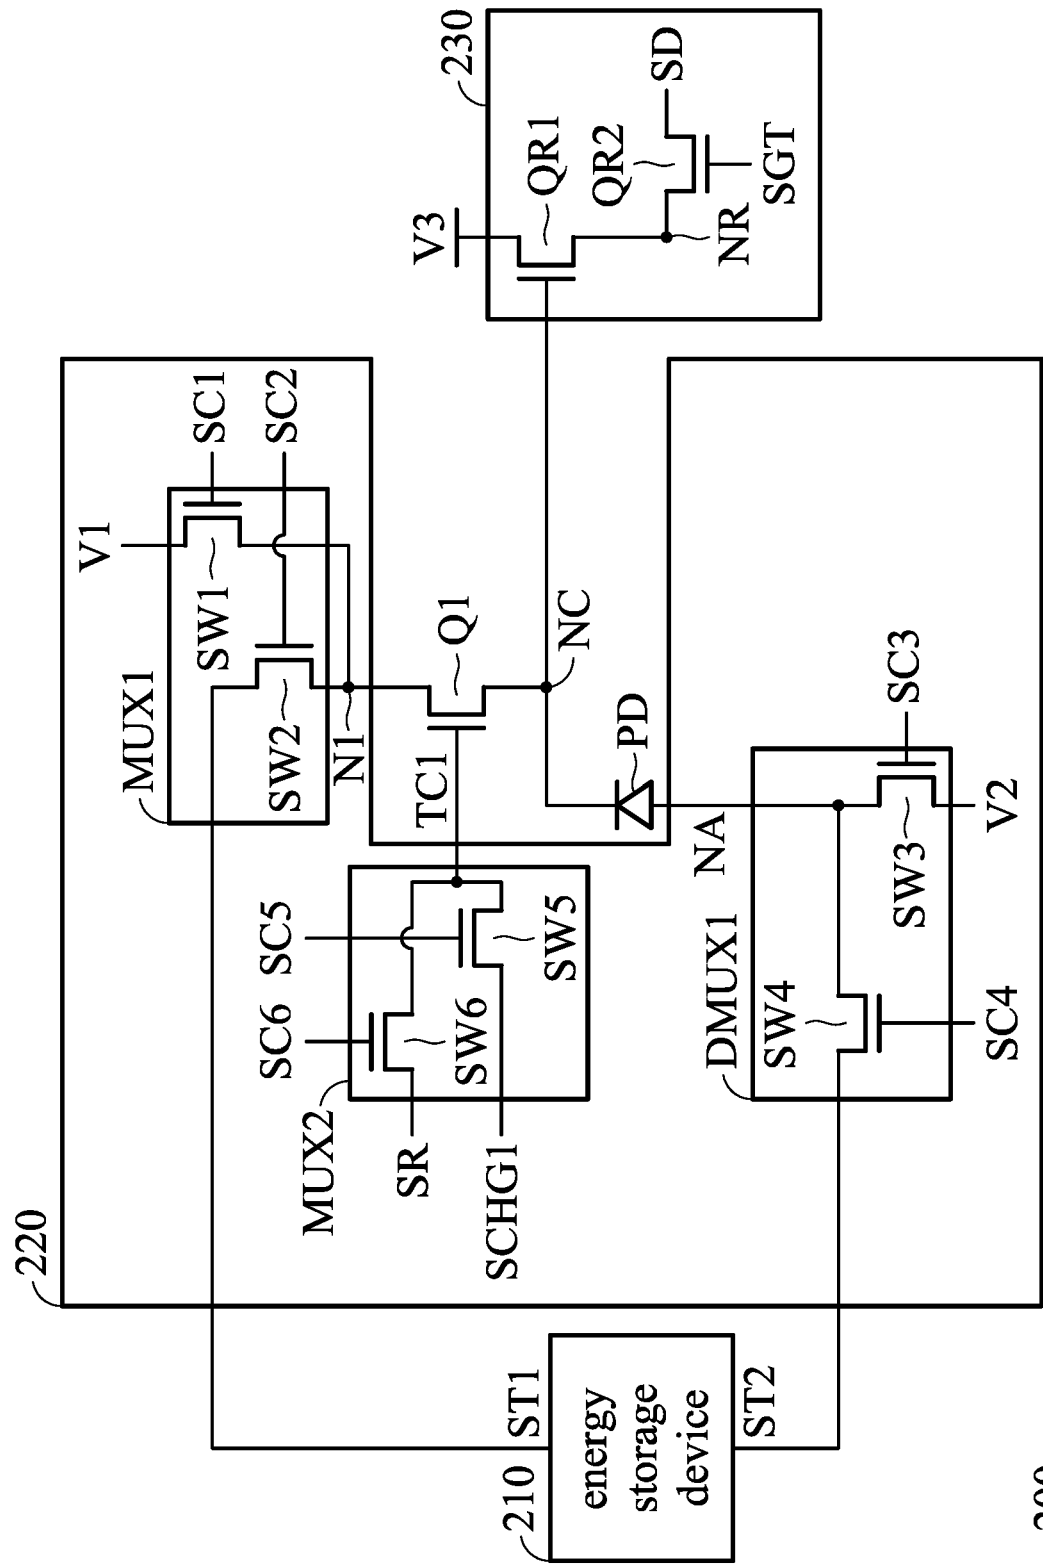 220
230
V1
SC1
SC2
MUX1
SW1
SW2
N1
V3
QR1
QR2
SD
SGT
NR
SC6
SC5
MUX2
SW6
SW5
SR
SCHG1
TC1
Q1
NC
PD
NA
210
ST1
energy
storage
device
ST2
DMUX1
SW4
SW3
SC3
SC4
V2